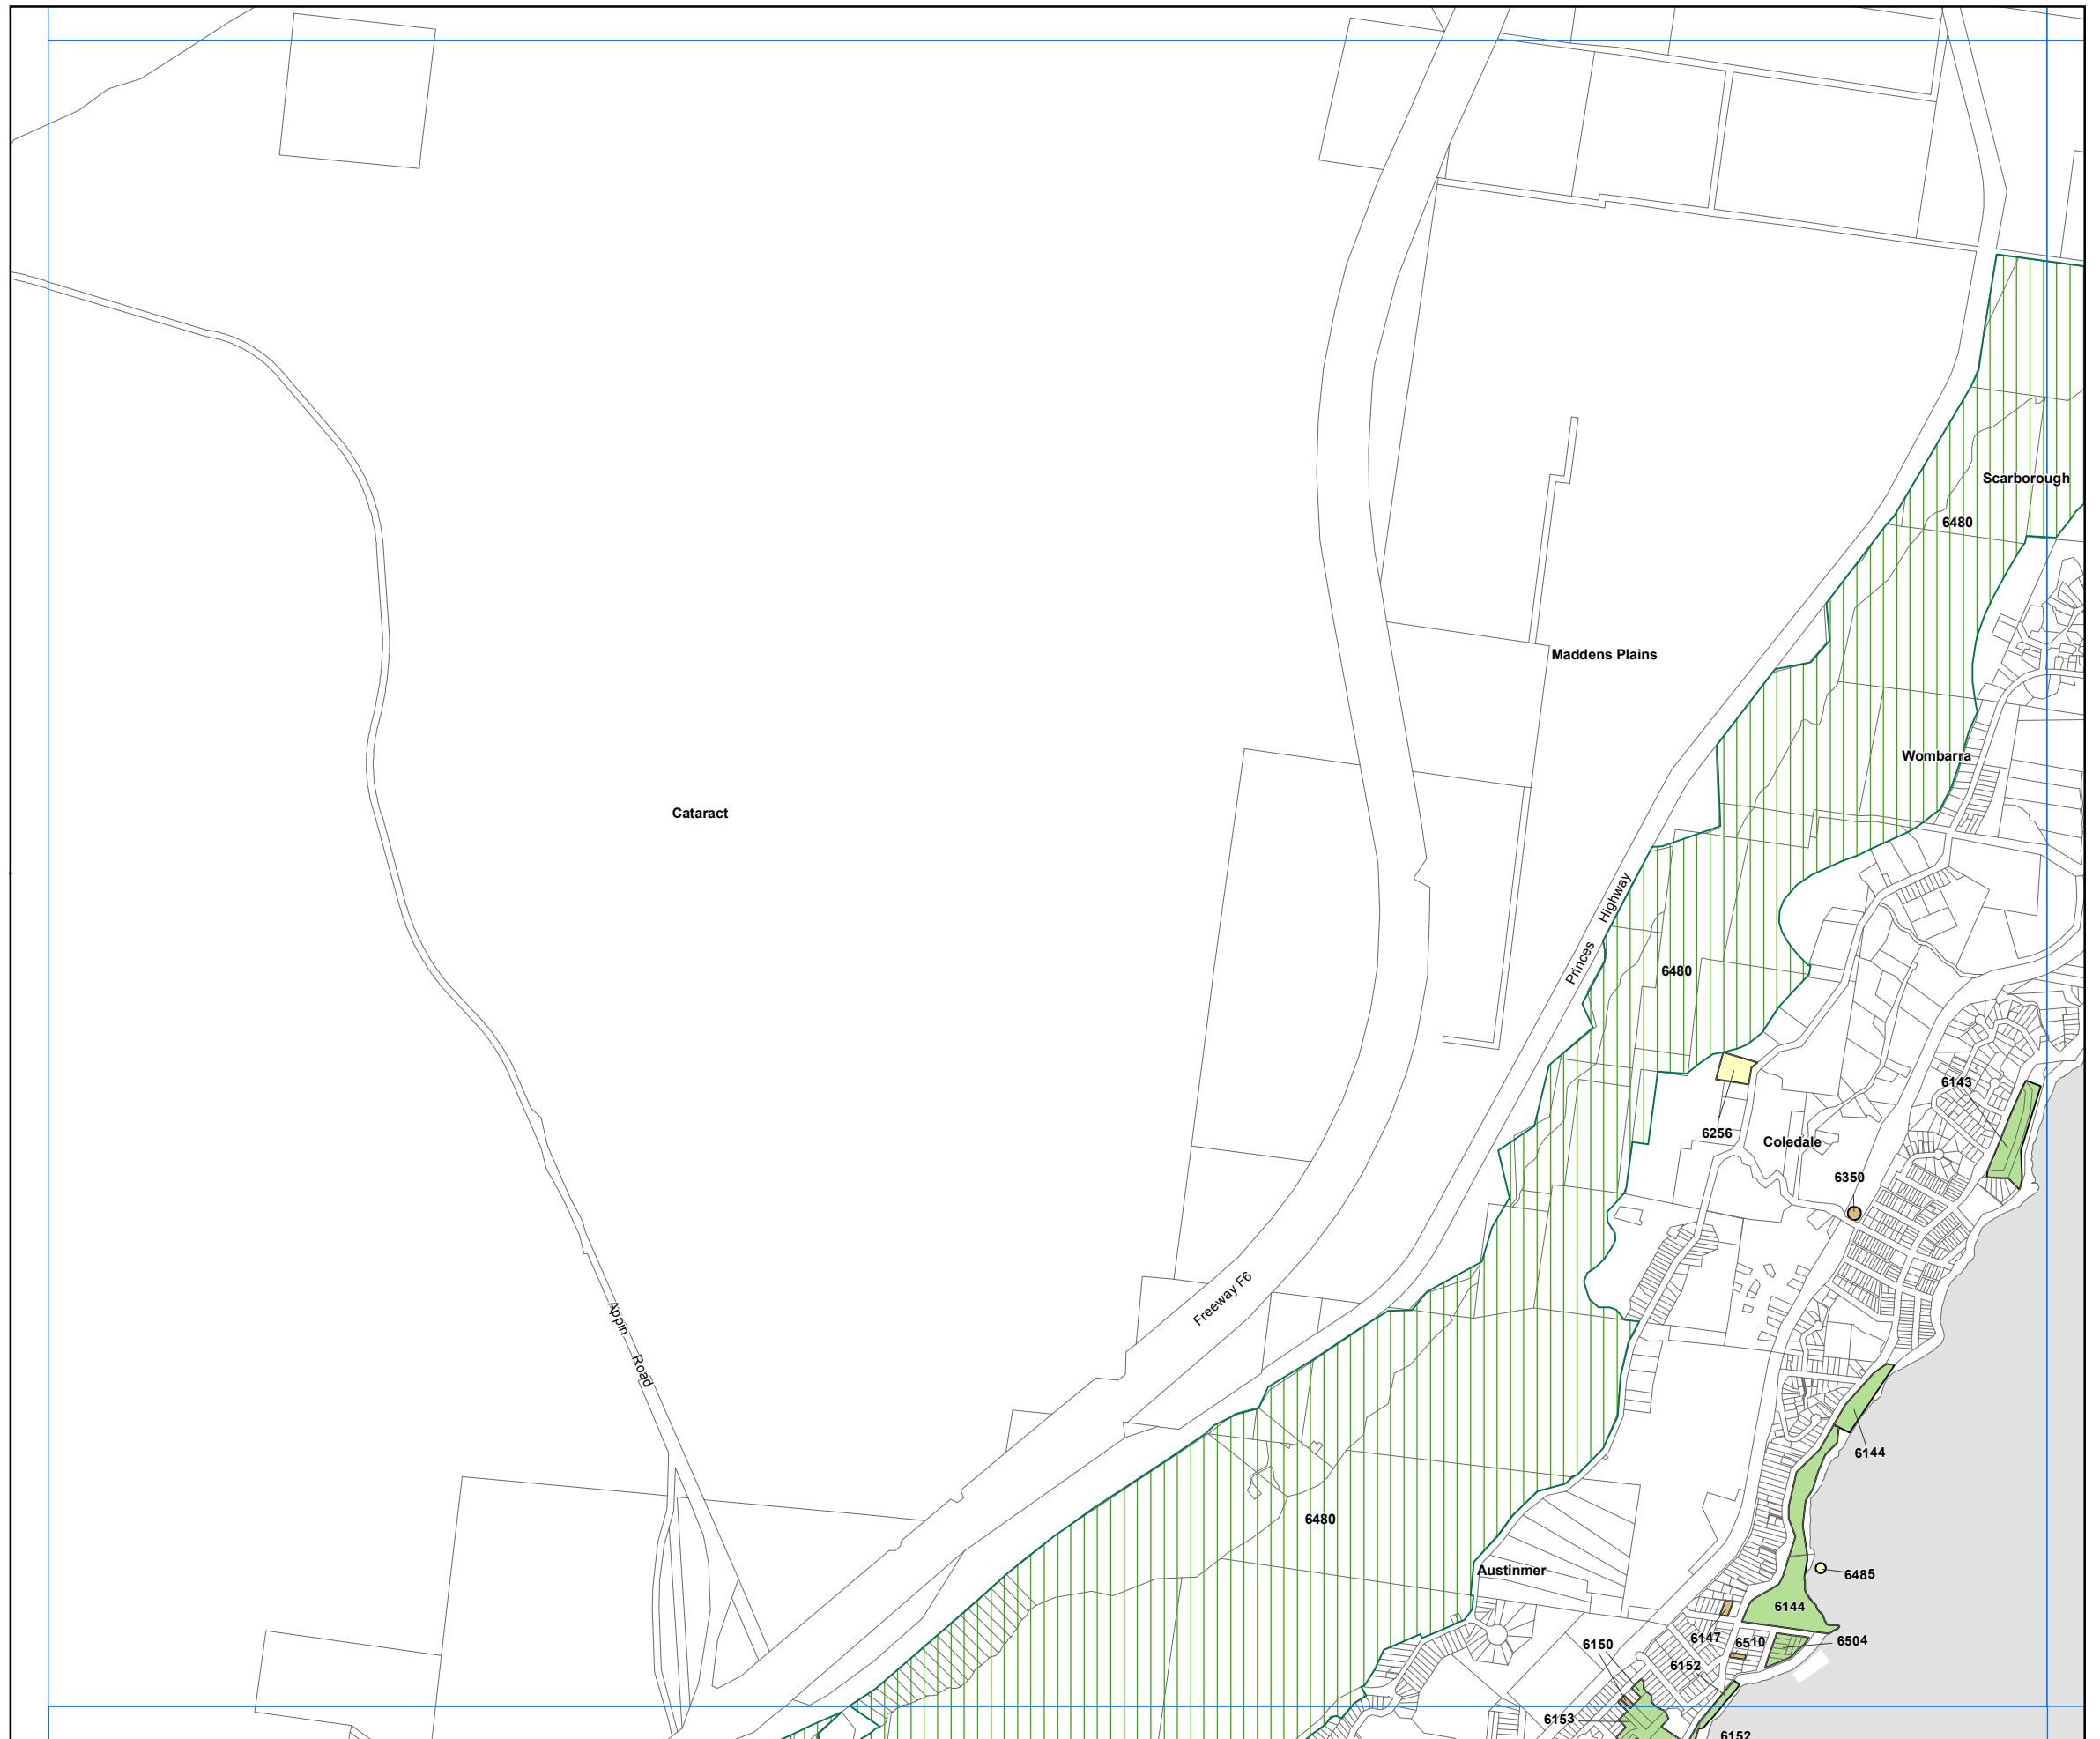 Scarborough
6480
Maddens Plains
Wombarra
Cataract
Princes Highway
6480
6143
6256
Coledale
6350
Freeway F6
Appin Road
6144
6480
Austinmer
6485
6144
6147
6510
6504
6150
6152
6153
6152